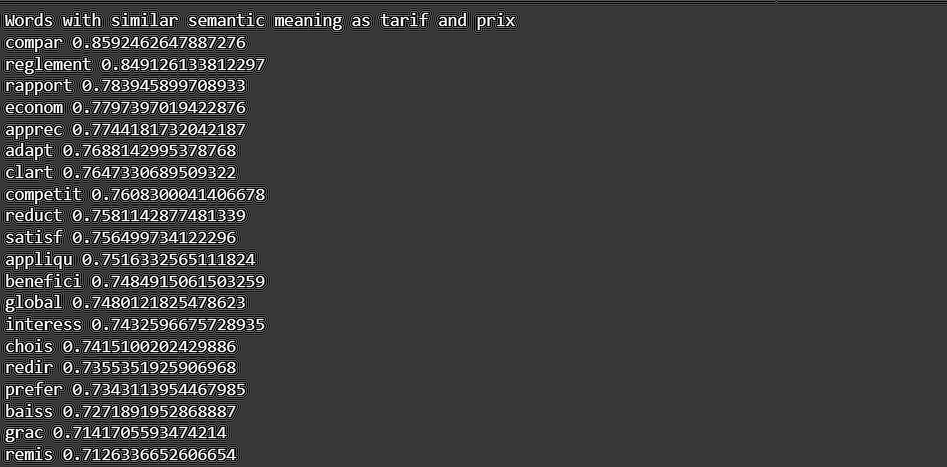 Words with similar semantic meaning as tarif and prix
compar 0.8592462647887276
reglement 0.849126133812297
rapport 0.783945899708933
econom 0.7797397019422876
apprec 0.7744181732042187
adapt 0.7688142995378768
clart 0.7647330689509322
competit 0.7608300041406678
reduct 0.7581142877481339
satisf 0.756499734122296
appliqu 0.7516332565111824
benefici 0.7484915061503259
global 0.7480121825478623
interess 0.7432596675728935
chois 0.7415100202429886
redir 0.7355351925906968
prefer 0.7343113954467985
baiss 0.7271891952868887
grac 0.7141705593474214
remis 0.7126336652606654